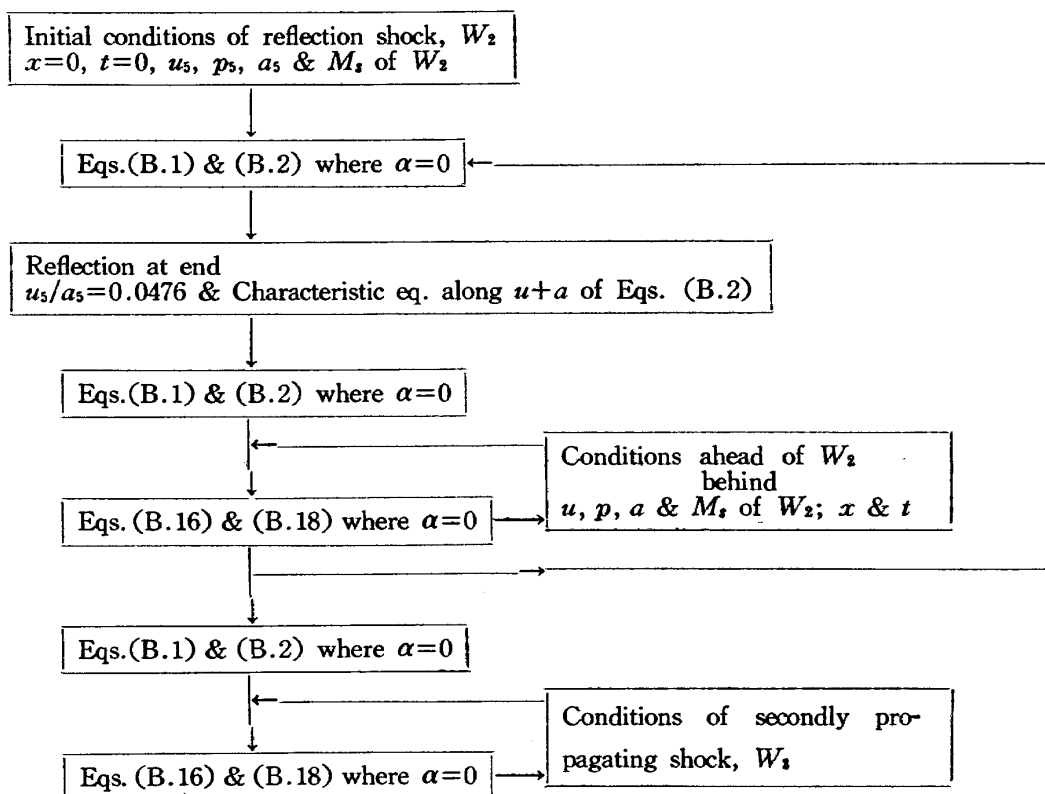 Initial conditions of reflection shock, W₂
x=0, t=0, u₅, p₅, a₅ & Mₛ of W₂
Eqs.(B.1) & (B.2) where α=0
Reflection at end
u₅/a₅=0.0476 & Characteristic eq. along u+a of Eqs. (B.2)
Eqs.(B.1) & (B.2) where α=0
Conditions ahead of W₂
behind
u, p, a & Mₛ of W₂; x & t
Eqs. (B.16) & (B.18) where α=0
Eqs.(B.1) & (B.2) where α=0
Conditions of secondly pro-
pagating shock, W₃
Eqs. (B.16) & (B.18) where α=0